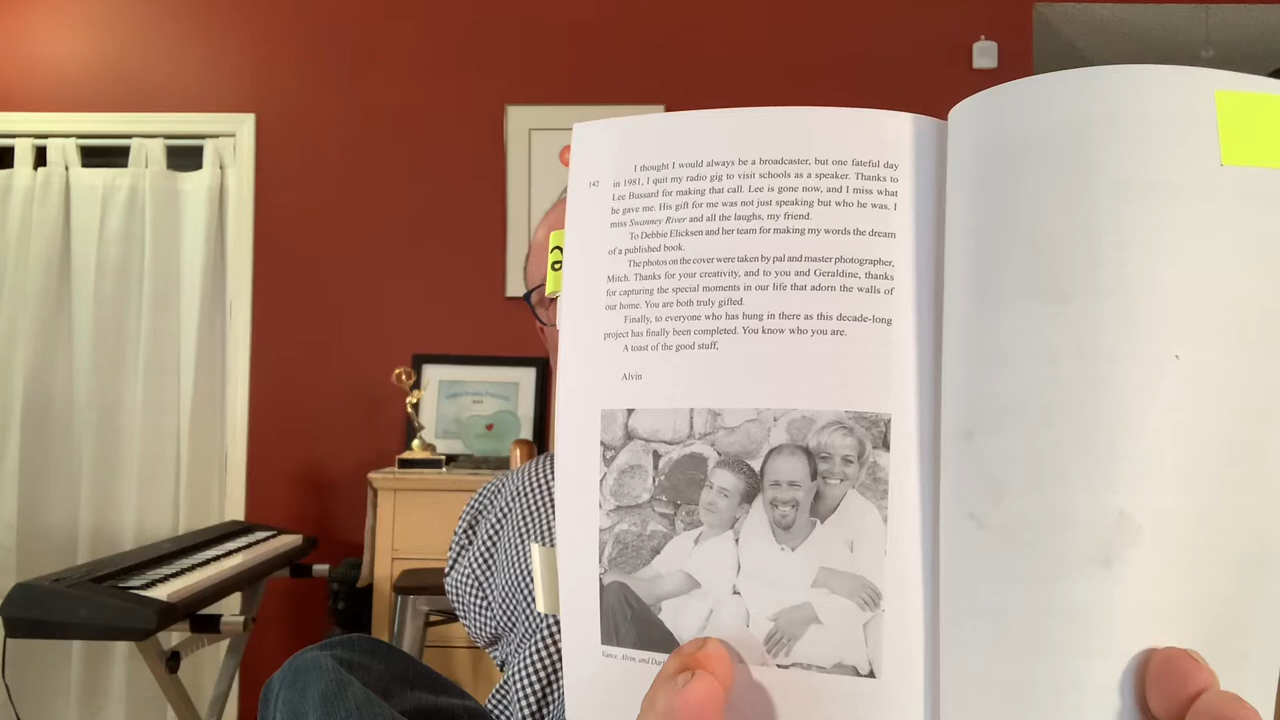 I thought I would always be a broadcaster, but one fateful day
142
in 1981, I quit my radio gig to visit schools as a speaker. Thanks to
Lee Bussard for making that call. Lee is gone now, and I miss what
he gave me. His gift for me was not just speaking but who he was. I
miss Swanney River and all the laughs, my friend.
To Debbie Elicksen and her team for making my words the dream
of a published book.
The photos on the cover were taken by pal and master photographer,
Mitch. Thanks for your creativity, and to you and Geraldine, thanks
for capturing the special moments in our life that adorn the walls of
our home. You are both truly gifted.
Finally, to everyone who has hung in there as this decade-long
project has finally been completed. You know who you are.
A toast of the good stuff,
Alvin
Vance, Alvin, and